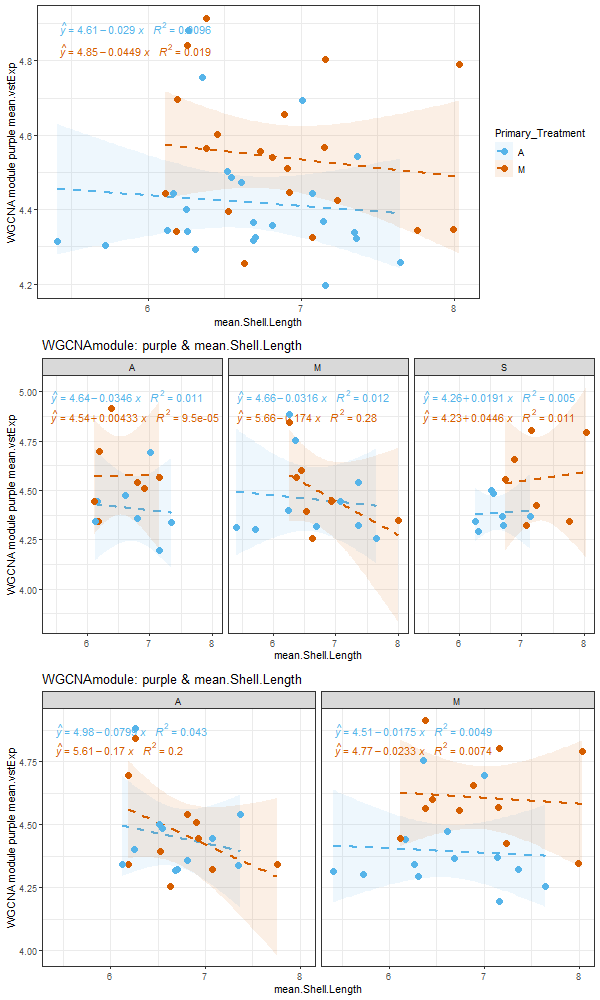 ŷ = 4.61 − 0.029 x R² = 0.0096
ŷ = 4.85 − 0.0449 x R² = 0.019
WGCNA module purple mean.vstExp
4.8
4.6
4.4
4.2
6 7 8
mean.Shell.Length
Primary_Treatment
A
M
WGCNAmodule: purple & mean.Shell.Length
A M S
ŷ = 4.64 − 0.0346 x R² = 0.011
ŷ = 4.54 + 0.00433 x R² = 9.5e-05
ŷ = 4.66 − 0.0316 x R² = 0.012
ŷ = 5.66 − 0.174 x R² = 0.28
ŷ = 4.26 + 0.0191 x R² = 0.005
ŷ = 4.23 + 0.0446 x R² = 0.011
WGCNA module purple mean.vstExp
5.00
4.75
4.50
4.25
4.00
6 7 8 6 7 8 6 7 8
mean.Shell.Length
WGCNAmodule: purple & mean.Shell.Length
A M
ŷ = 4.98 − 0.0799 x R² = 0.043
ŷ = 5.61 − 0.17 x R² = 0.2
ŷ = 4.51 − 0.0175 x R² = 0.0049
ŷ = 4.77 − 0.0233 x R² = 0.0074
WGCNA module purple mean.vstExp
4.75
4.50
4.25
4.00
6 7 8 6 7 8
mean.Shell.Length